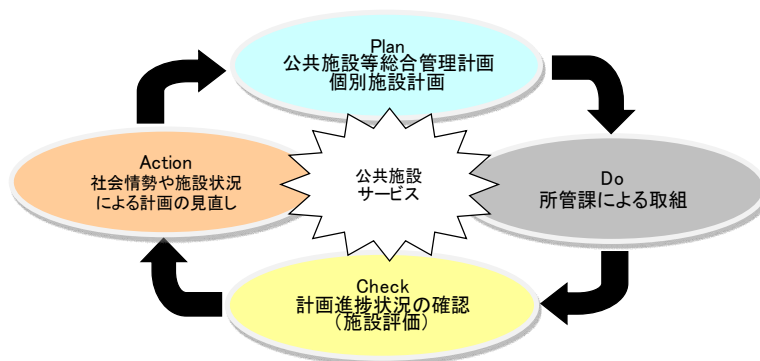 Plan
公共施設等総合管理計画
個別施設計画
Action
社会情勢や施設状況
による計画の見直し
公共施設
サービス
Do
所管課による取組
Check
計画進捗状況の確認
（施設評価）